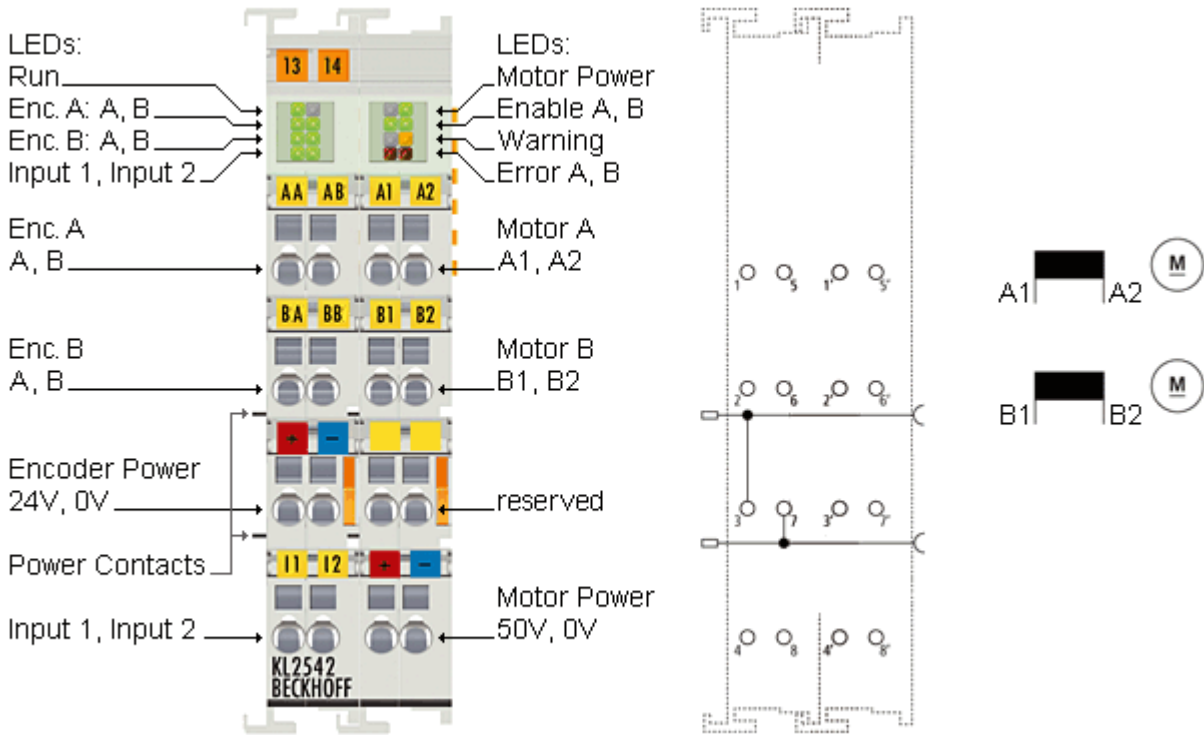 LEDs:
Run
Enc. A: A, B
Enc. B: A, B
Input 1, Input 2
Enc. A
A, B
Enc. B
A, B
Encoder Power
24V, 0V
Power Contacts
Input 1, Input 2
13 14
AA AB A1 A2
BA BB B1 B2
+ −
I1 I2 + −
KL2542
BECKHOFF
LEDs:
Motor Power
Enable A, B
Warning
Error A, B
Motor A
A1, A2
Motor B
B1, B2
reserved
Motor Power
50V, 0V
1 5 1' 5'
2 6 2' 6'
3 7 3' 7'
4 8 4' 8'
M
A1 A2
M
B1 B2